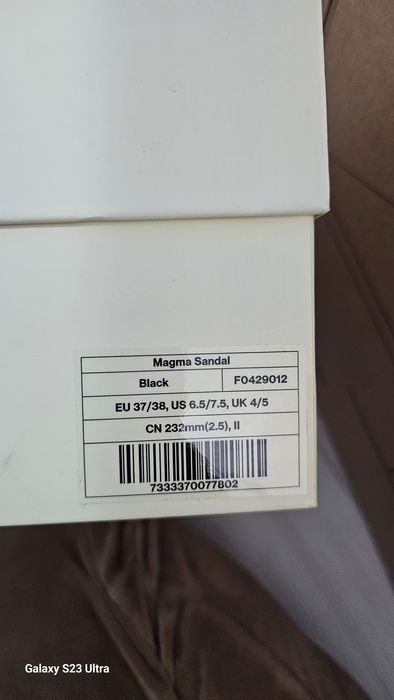 Magma Sandal
Black F0429012
EU 37/38, US 6.5/7.5, UK 4/5
CN 232mm(2.5), II
7333370077802
Galaxy S23 Ultra